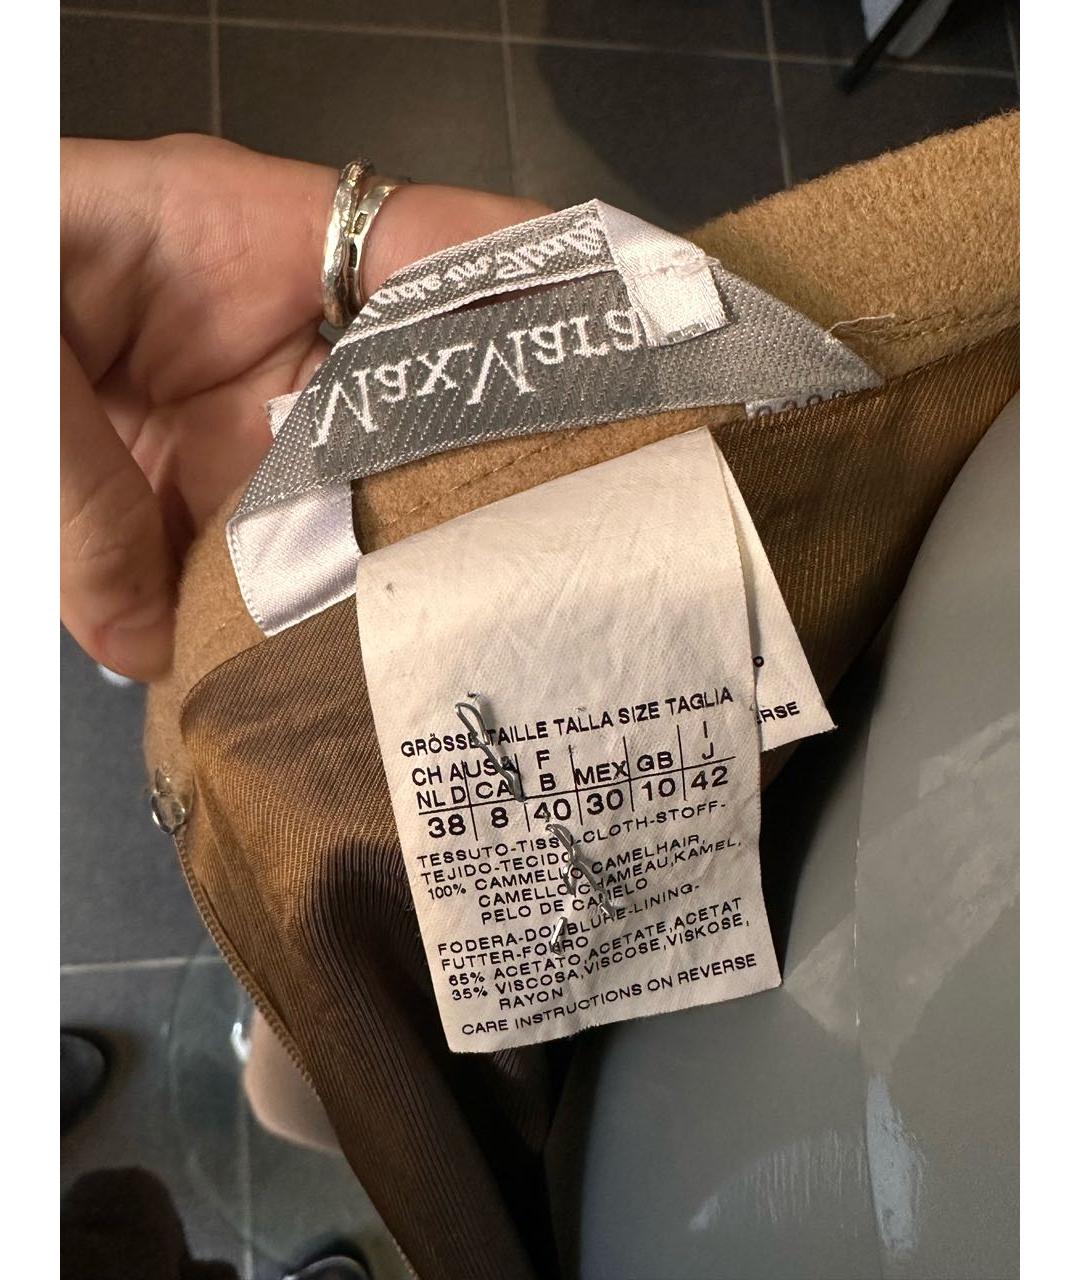 MaxMara
GRÖSSE TAILLE TALLA SIZE TAGLIA
CH A USA F MEX GB I
NL D CA B J
38 8 40 30 10 42
TESSUTO-TISSU-CLOTH-STOFF-
TEJIDO-TECIDO
100% CAMMELLO, CAMELHAIR,
CAMELLO, CHAMEAU, KAMEL,
PELO DE CAMELO
FODERA-DOUBLURE-LINING-
FUTTER-FORRO
65% ACETATO, ACETATE, ACETAT
35% VISCOSA, VISCOSE, VISKOSE,
RAYON
CARE INSTRUCTIONS ON REVERSE
ERSE